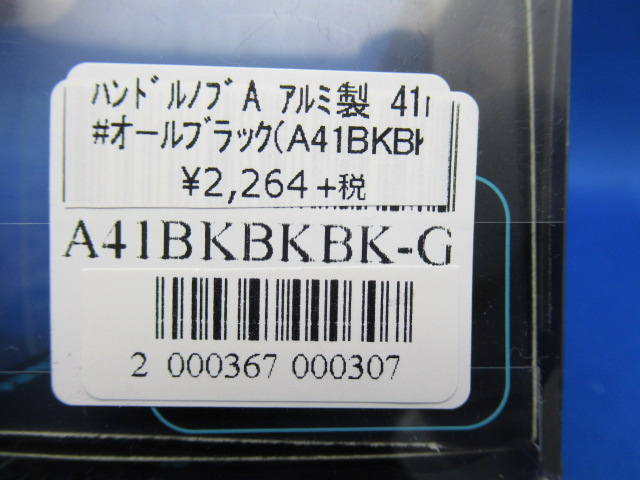 ﾊﾝﾄﾞﾙﾉﾌﾞA ｱﾙﾐ製 41
#オールブラック(A41BKB
¥2,264+税
A41BKBKBK-G
2 000367 000307